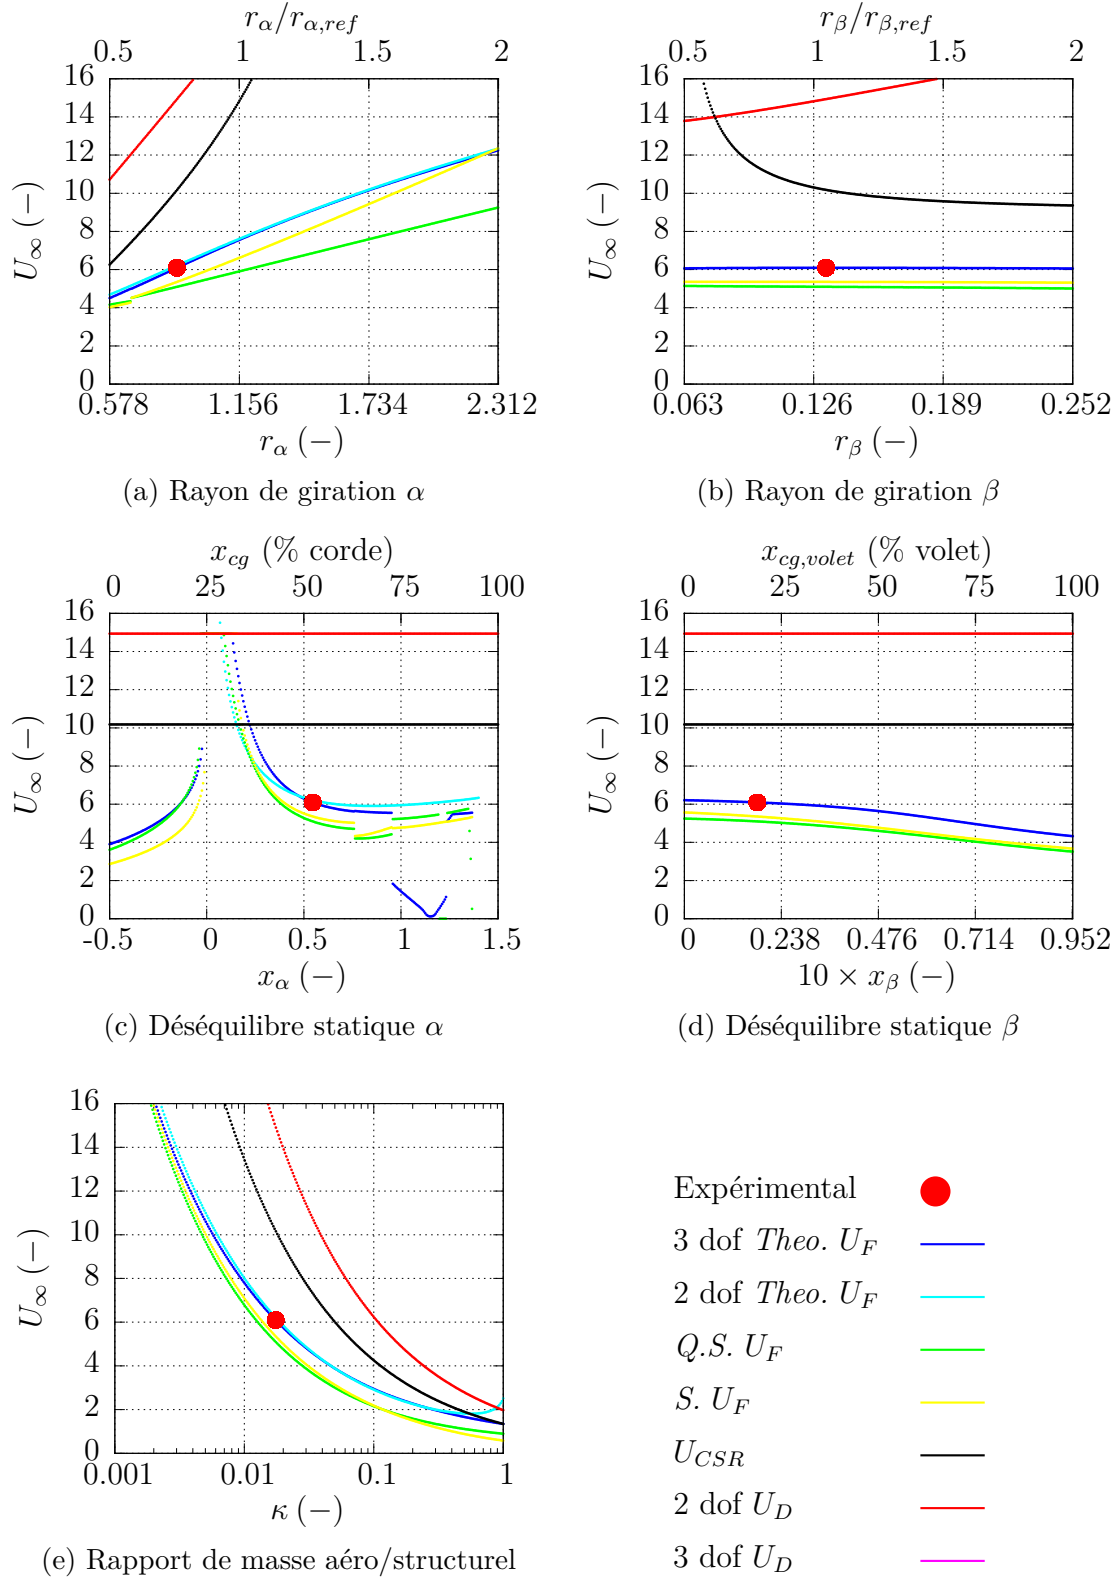 r_α/r_{α,ref}
0.5 1 1.5 2
16
14
12
10
8
6
4
2
0
U_∞ (−)
0.578 1.156 1.734 2.312
r_α (−)
(a) Rayon de giration α
r_β/r_{β,ref}
0.5 1 1.5 2
16
14
12
10
8
6
4
2
0
U_∞ (−)
0.063 0.126 0.189 0.252
r_β (−)
(b) Rayon de giration β
x_{cg} (% corde)
0 25 50 75 100
16
14
12
10
8
6
4
2
0
U_∞ (−)
-0.5 0 0.5 1 1.5
x_α (−)
(c) Déséquilibre statique α
x_{cg,volet} (% volet)
0 25 50 75 100
16
14
12
10
8
6
4
2
0
U_∞ (−)
0 0.238 0.476 0.714 0.952
10 × x_β (−)
(d) Déséquilibre statique β
16
14
12
10
8
6
4
2
0
U_∞ (−)
0.001 0.01 0.1 1
κ (−)
(e) Rapport de masse aéro/structurel
Expérimental
3 dof Theo. U_F
2 dof Theo. U_F
Q.S. U_F
S. U_F
U_{CSR}
2 dof U_D
3 dof U_D